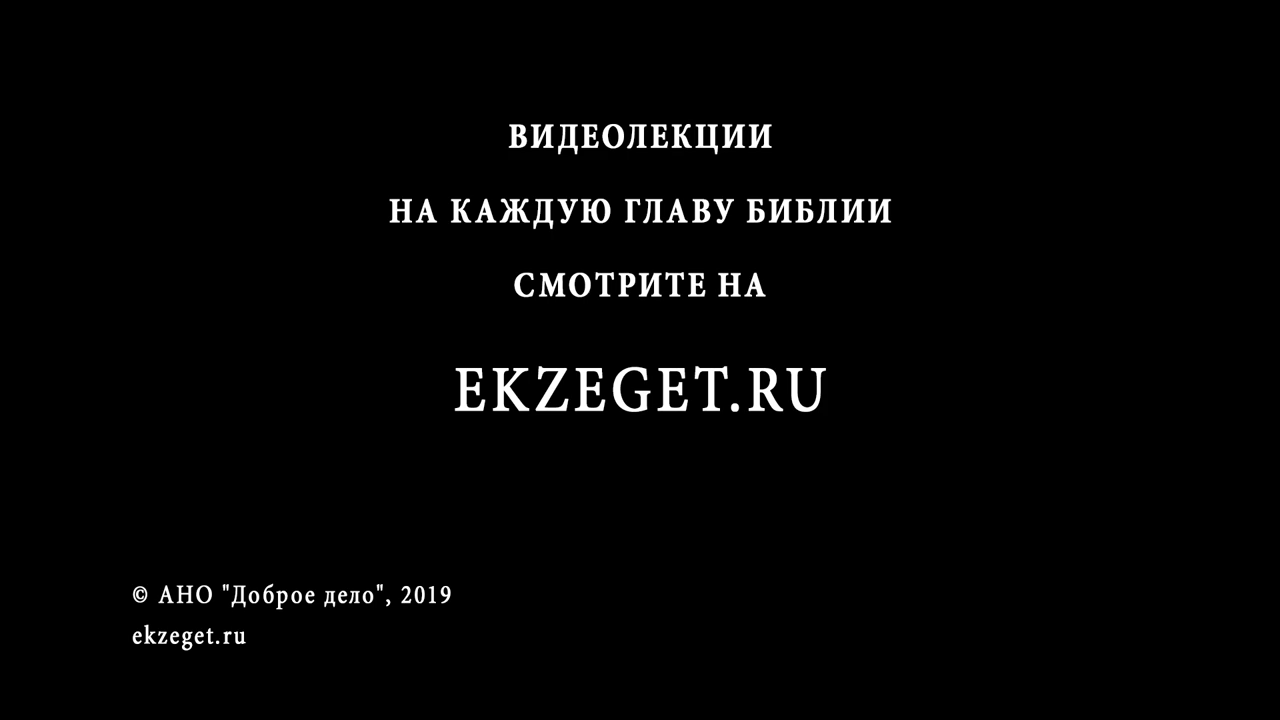 ВИДЕОЛЕКЦИИ
НА КАЖДУЮ ГЛАВУ БИБЛИИ
СМОТРИТЕ НА
EKZEGET.RU
© АНО "Доброе дело", 2019
ekzeget.ru